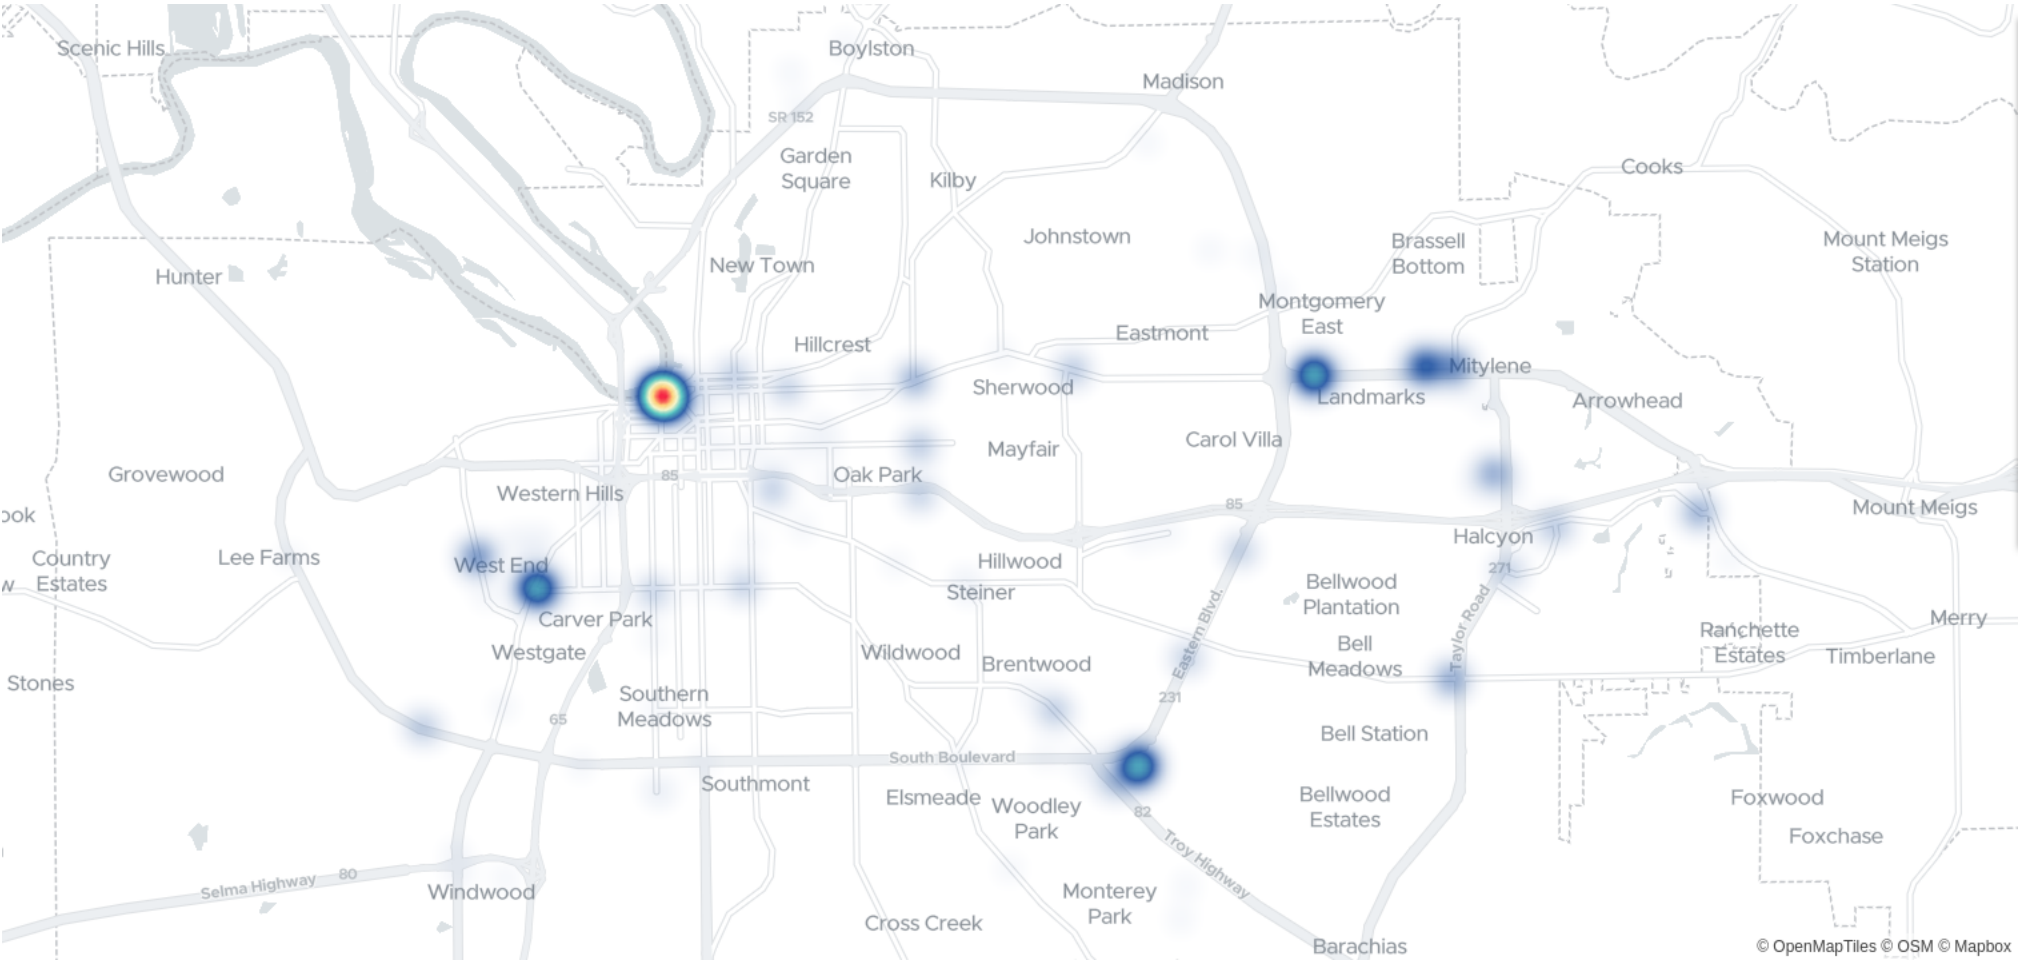 Scenic Hills
Boylston
Madison
SR 152
Garden
Square
Kilby
Cooks
Johnstown
Brassell
Bottom
Mount Meigs
Station
New Town
Hunter
Montgomery
East
Eastmont
Hillcrest
Mitylene
Sherwood
Landmarks
Arrowhead
Carol Villa
Mayfair
Grovewood
Oak Park
85
Western Hills
85
Mount Meigs
ook
Halcyon
Country
Estates
w
Lee Farms
West End
Hillwood
271
Steiner
Bellwood
Plantation
Carver Park
Eastern Blvd.
Taylor Road
Merry
Ranchette
Estates
Bell
Meadows
Timberlane
Westgate
Wildwood
Brentwood
Stones
Southern
Meadows
231
65
Bell Station
South Boulevard
Southmont
Elsmeade
Woodley
Park
82
Bellwood
Estates
Foxwood
Foxchase
Troy Highway
Selma Highway
80
Windwood
Monterey
Park
Cross Creek
Barachias
© OpenMapTiles © OSM © Mapbox